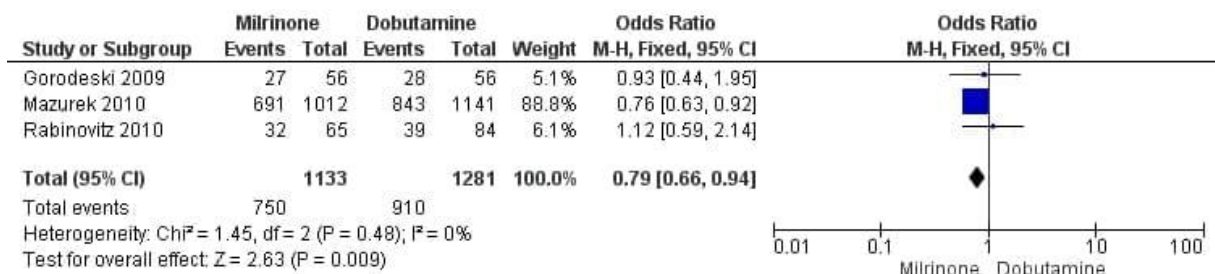 Milrinone Dobutamine Odds Ratio Odds Ratio
Study or Subgroup Events Total Events Total Weight M-H, Fixed, 95% CI M-H, Fixed, 95% CI
Gorodeski 2009 27 56 28 56 5.1% 0.93 [0.44, 1.95]
Mazurek 2010 691 1012 843 1141 88.8% 0.76 [0.63, 0.92]
Rabinovitz 2010 32 65 39 84 6.1% 1.12 [0.59, 2.14]
Total (95% CI) 1133 1281 100.0% 0.79 [0.66, 0.94]
Total events 750 910
Heterogeneity: Chi² = 1.45, df = 2 (P = 0.48); I² = 0%
Test for overall effect: Z = 2.63 (P = 0.009)
0.01 0.1 1 10 100
Milrinone Dobutamine